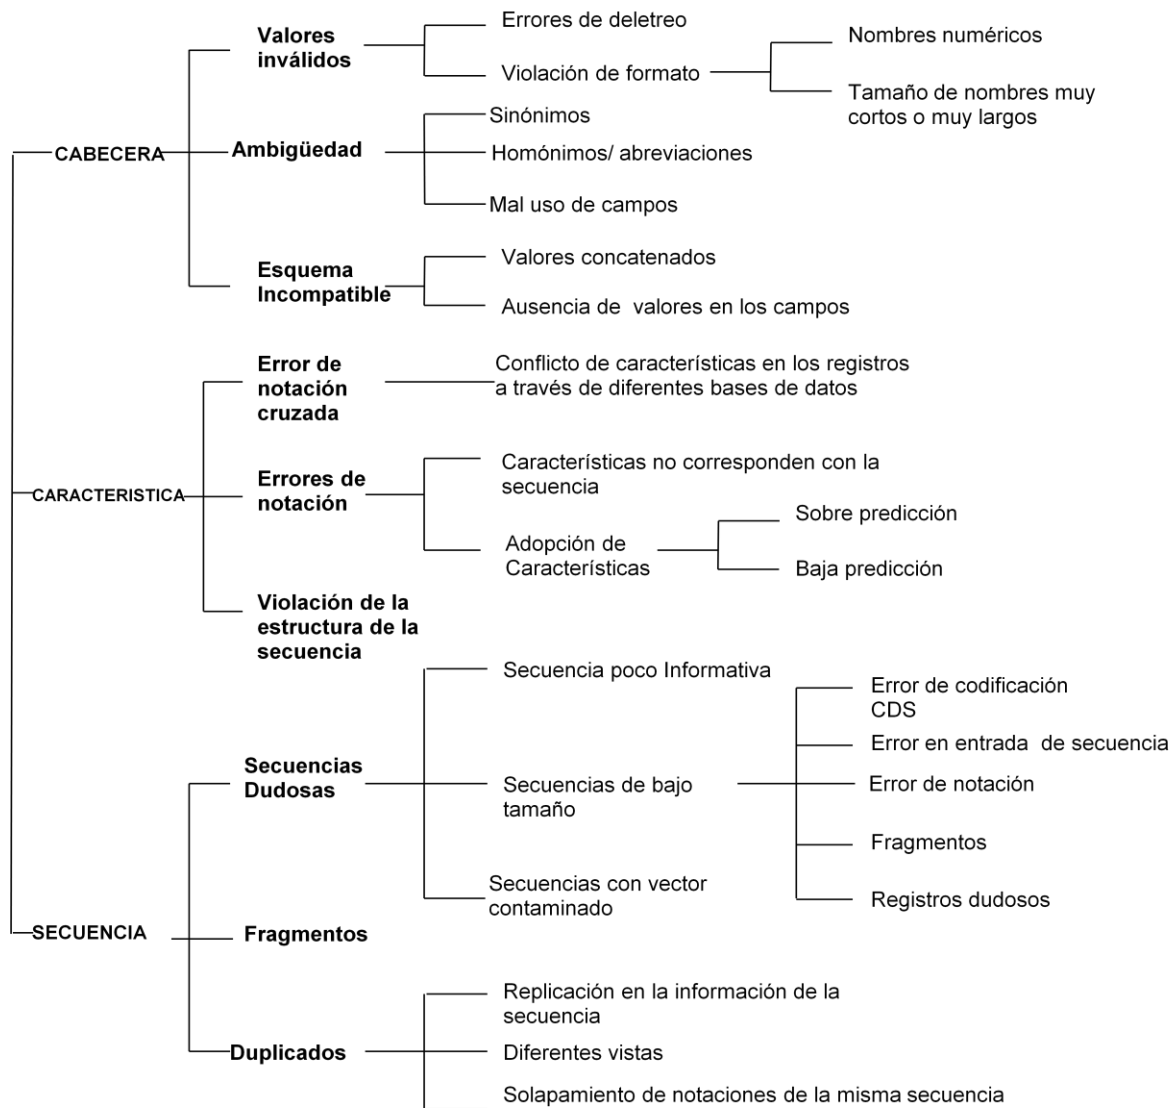 CABECERA
Valores
inválidos
Errores de deletreo
Violación de formato
Nombres numéricos
Tamaño de nombres muy
cortos o muy largos
Ambigüedad
Sinónimos
Homónimos/ abreviaciones
Mal uso de campos
Esquema
Incompatible
Valores concatenados
Ausencia de valores en los campos
CARACTERISTICA
Error de
notación
cruzada
Conflicto de características en los registros
a través de diferentes bases de datos
Errores de
notación
Características no corresponden con la
secuencia
Adopción de
Características
Sobre predicción
Baja predicción
Violación de la
estructura de la
secuencia
SECUENCIA
Secuencias
Dudosas
Secuencia poco Informativa
Secuencias de bajo
tamaño
Error de codificación
CDS
Error en entrada de secuencia
Error de notación
Fragmentos
Registros dudosos
Secuencias con vector
contaminado
Fragmentos
Duplicados
Replicación en la información de la
secuencia
Diferentes vistas
Solapamiento de notaciones de la misma secuencia